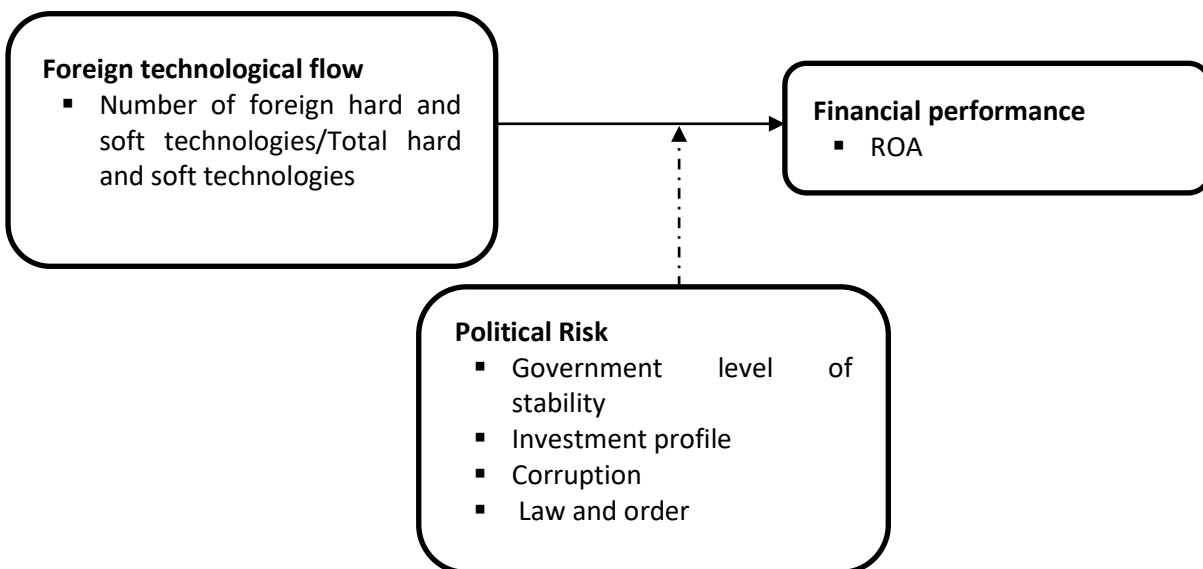 Foreign technological flow
▪ Number of foreign hard and
soft technologies/Total hard
and soft technologies
Financial performance
▪ ROA
Political Risk
▪ Government level of
stability
▪ Investment profile
▪ Corruption
▪ Law and order